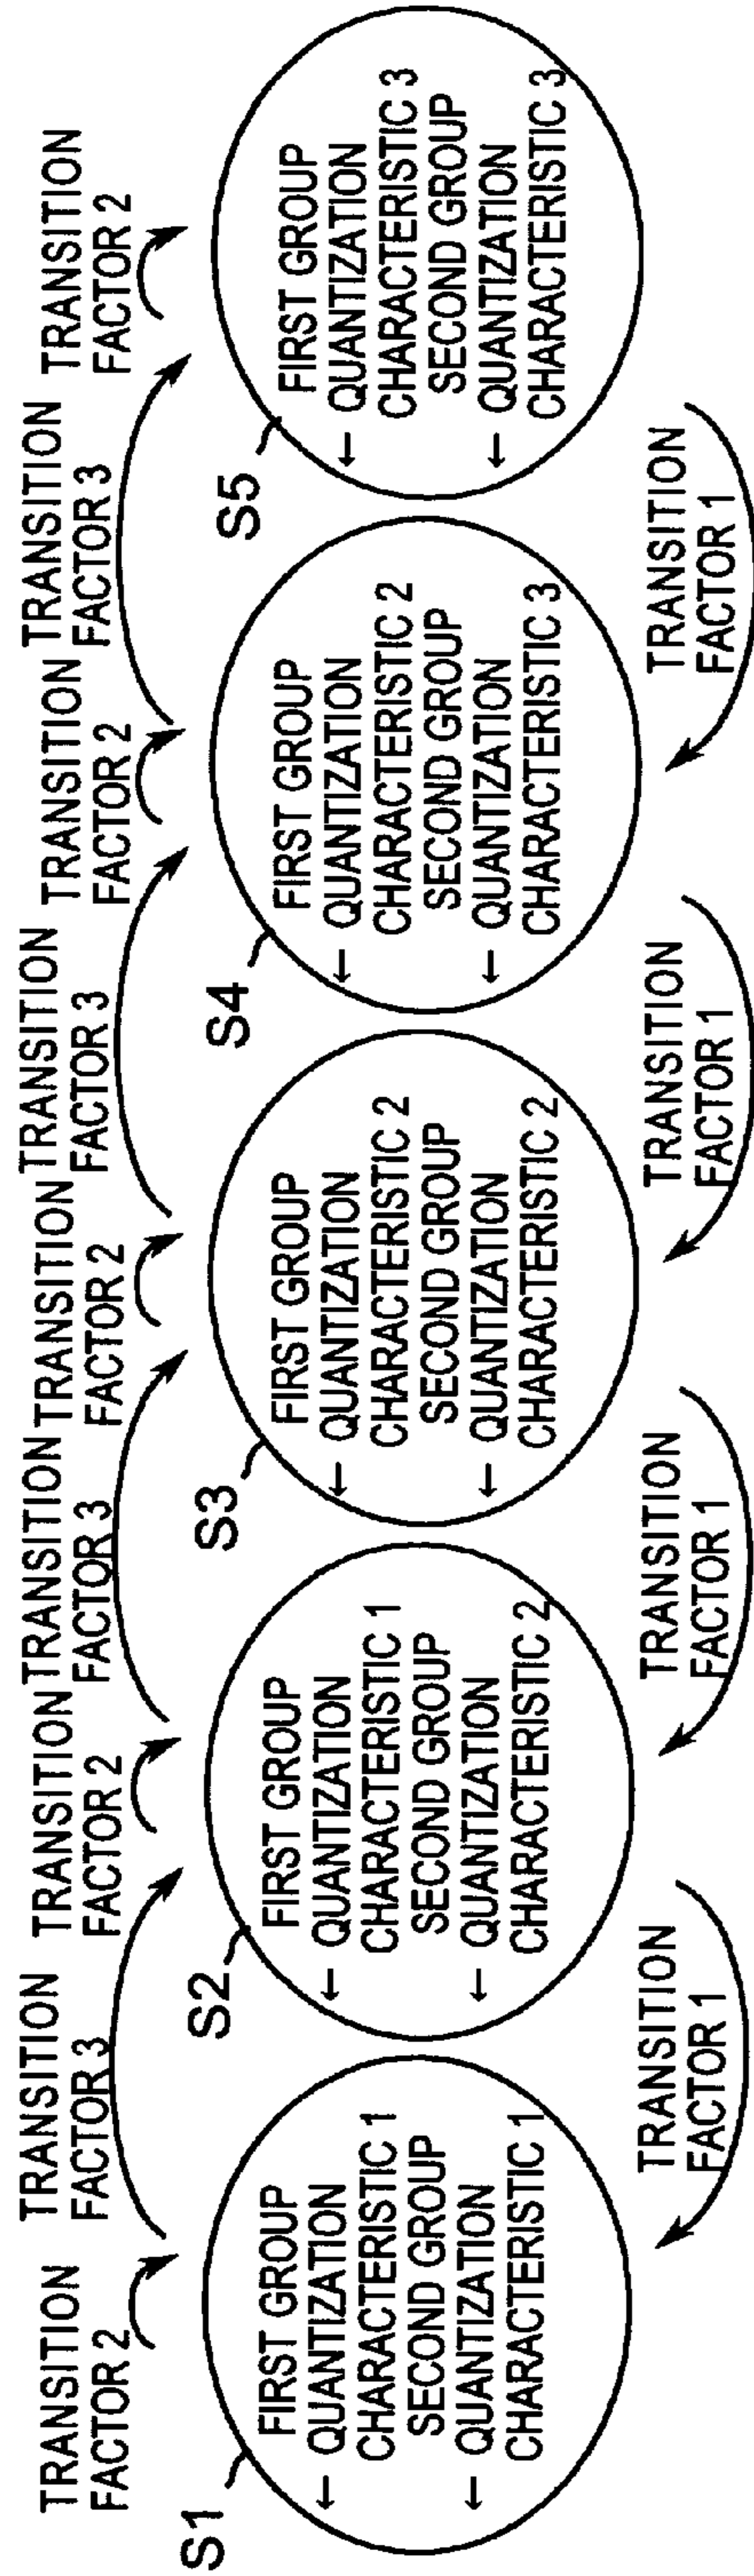 TRANSITION
FACTOR 2
TRANSITION
FACTOR 3
TRANSITION
FACTOR 2
TRANSITION
FACTOR 3
TRANSITION
FACTOR 2
TRANSITION
FACTOR 3
TRANSITION
FACTOR 2
TRANSITION
FACTOR 3
TRANSITION
FACTOR 2
S1
FIRST GROUP
← QUANTIZATION
CHARACTERISTIC 1
SECOND GROUP
← QUANTIZATION
CHARACTERISTIC 1
S2
FIRST GROUP
← QUANTIZATION
CHARACTERISTIC 1
SECOND GROUP
← QUANTIZATION
CHARACTERISTIC 2
S3
FIRST GROUP
← QUANTIZATION
CHARACTERISTIC 2
SECOND GROUP
← QUANTIZATION
CHARACTERISTIC 2
S4
FIRST GROUP
← QUANTIZATION
CHARACTERISTIC 2
SECOND GROUP
← QUANTIZATION
CHARACTERISTIC 3
S5
FIRST GROUP
← QUANTIZATION
CHARACTERISTIC 3
SECOND GROUP
← QUANTIZATION
CHARACTERISTIC 3
TRANSITION
FACTOR 1
TRANSITION
FACTOR 1
TRANSITION
FACTOR 1
TRANSITION
FACTOR 1